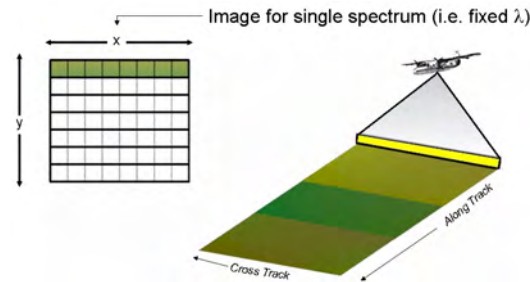 Image for single spectrum (i.e. fixed λ)
x
y
Along Track
Cross Track